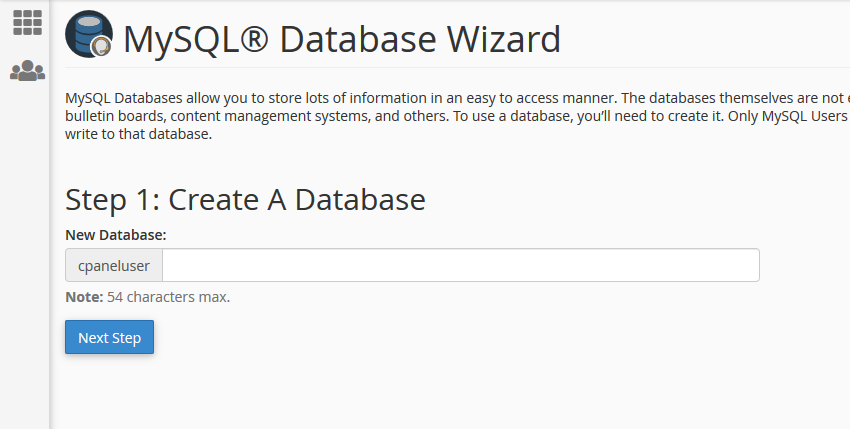 MySQL® Database Wizard
MySQL Databases allow you to store lots of information in an easy to access manner. The databases themselves are not
bulletin boards, content management systems, and others. To use a database, you’ll need to create it. Only MySQL Users
write to that database.
Step 1: Create A Database
New Database:
cpaneluser
Note: 54 characters max.
Next Step